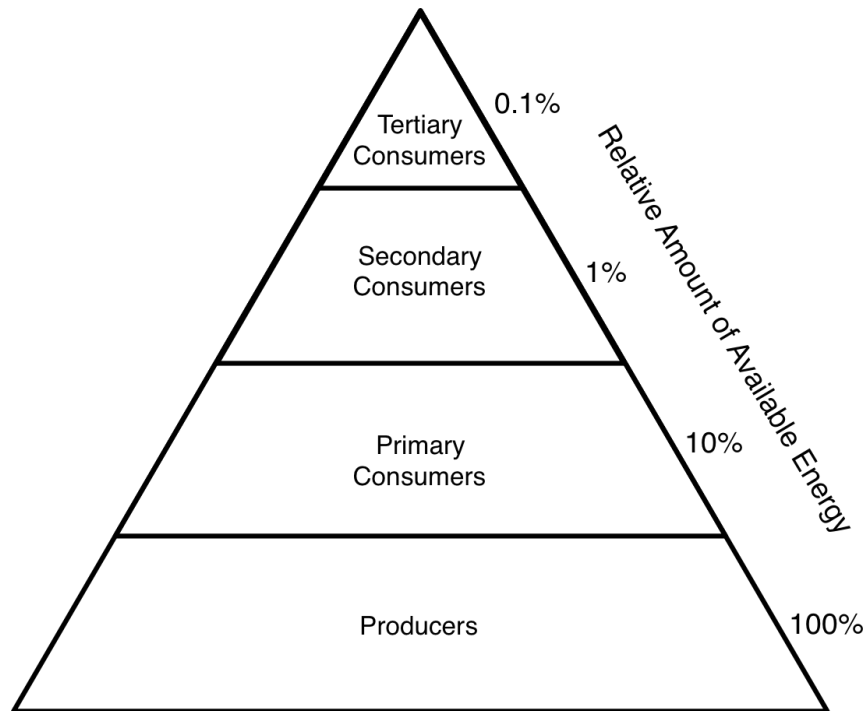 0.1%
Tertiary
Consumers
Relative Amount of Available Energy
Secondary
Consumers
1%
Primary
Consumers
10%
Producers
100%